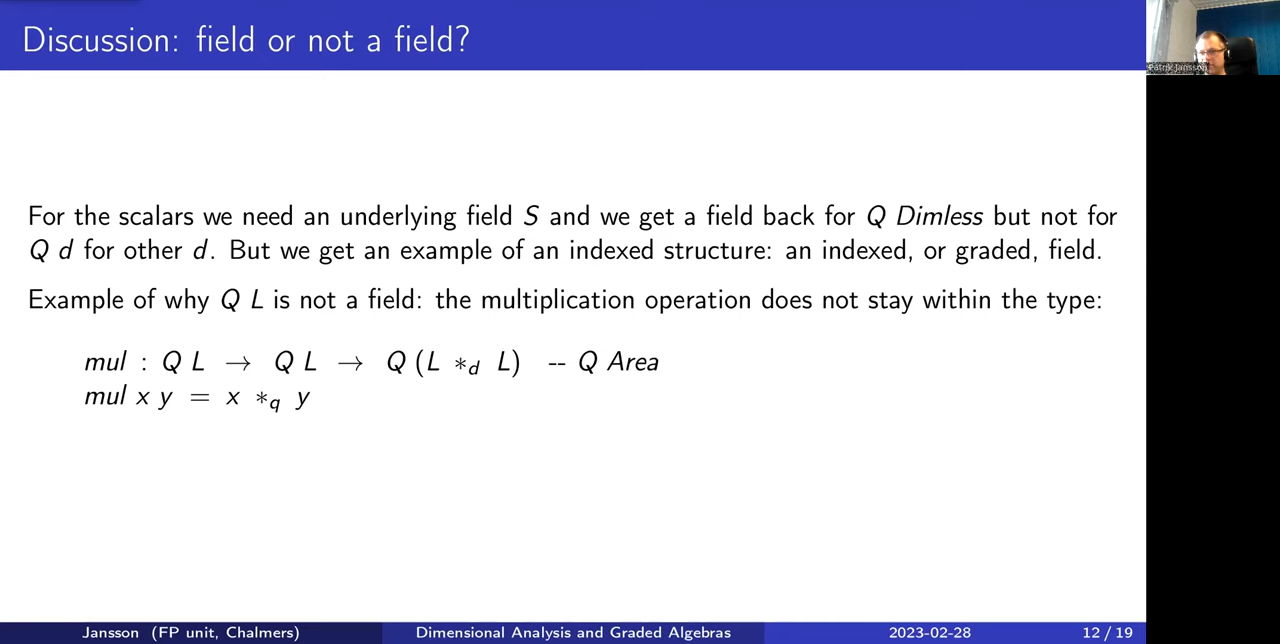 Discussion: field or not a field?
Patrik Jansson
For the scalars we need an underlying field S and we get a field back for Q Dimless but not for
Q d for other d. But we get an example of an indexed structure: an indexed, or graded, field.
Example of why Q L is not a field: the multiplication operation does not stay within the type:
mul : Q L → Q L → Q (L *d L) -- Q Area
mul x y = x *q y
Jansson (FP unit, Chalmers) Dimensional Analysis and Graded Algebras 2023-02-28 12 / 19